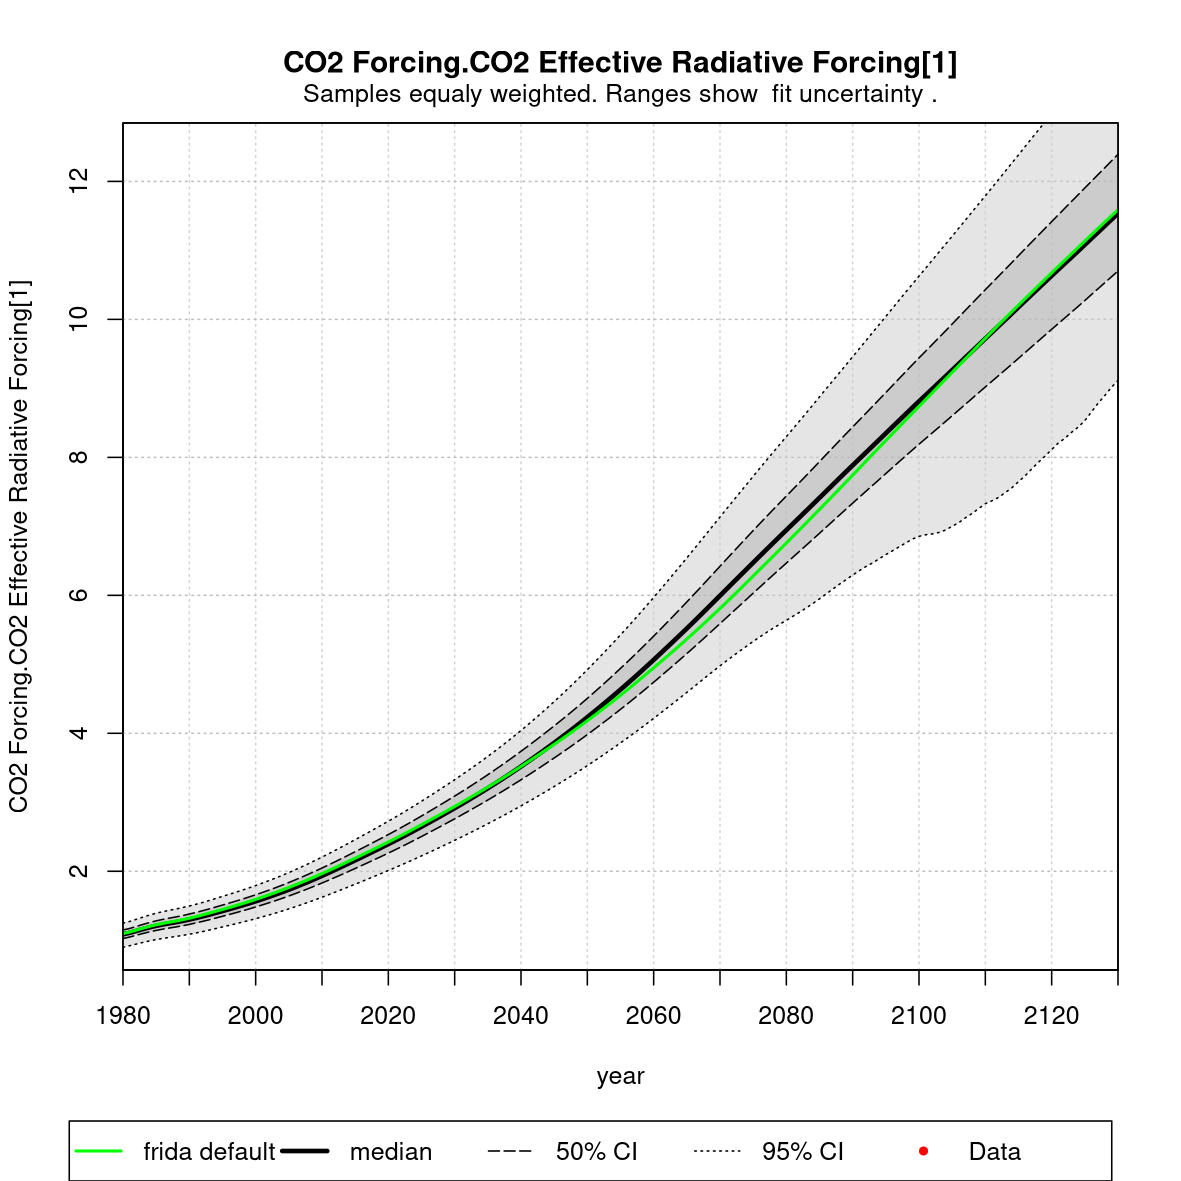 CO2 Forcing.CO2 Effective Radiative Forcing[1]
Samples equaly weighted. Ranges show  fit uncertainty .
CO2 Forcing.CO2 Effective Radiative Forcing[1]
12
10
8
6
4
2
1980 2000 2020 2040 2060 2080 2100 2120
year
frida default median 50% CI 95% CI Data